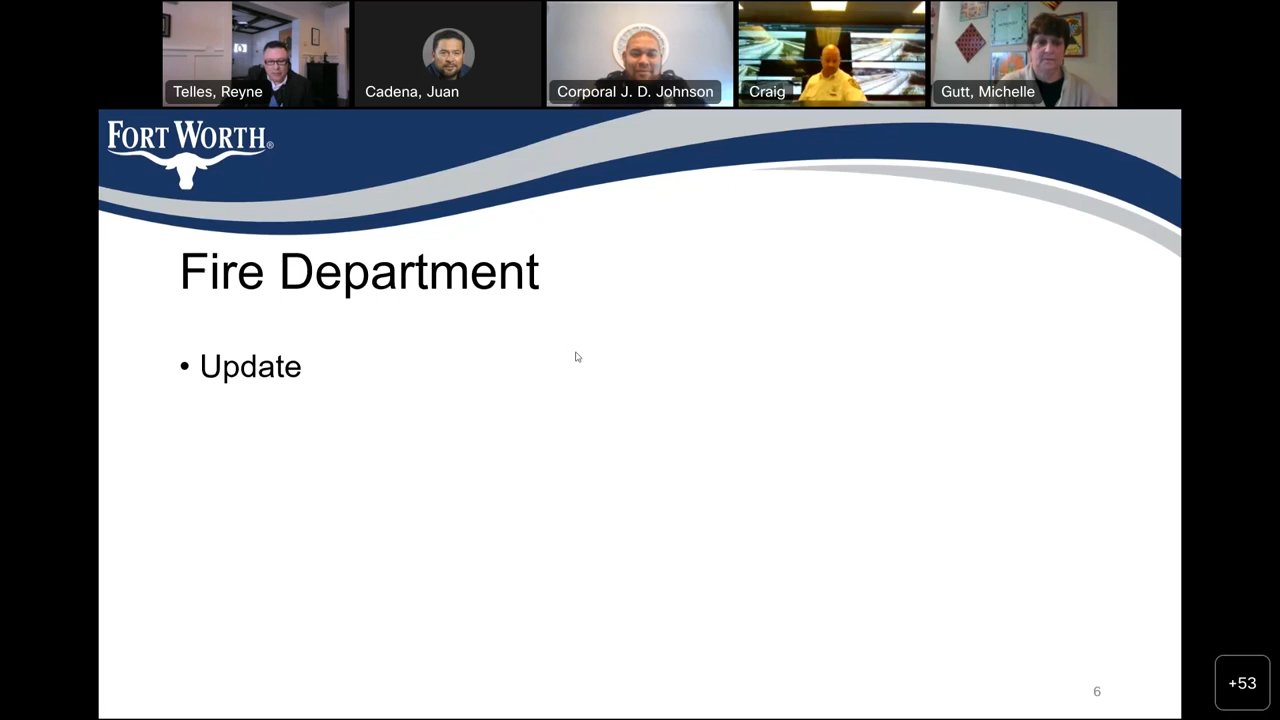 Telles, Reyne
Cadena, Juan
Corporal J. D. Johnson
Craig
Gutt, Michelle
FORT WORTH®
Fire Department
• Update
6
+53